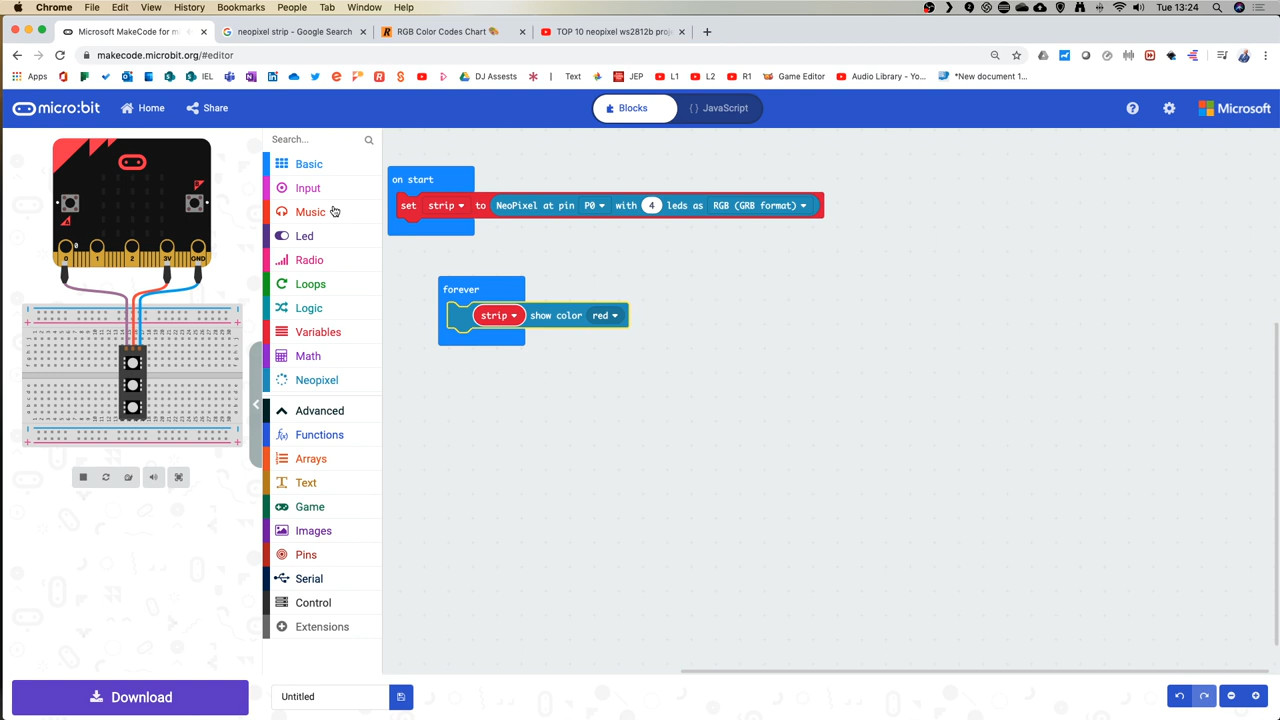 Chrome File Edit View History Bookmarks People Tab Window Help Tue 13:24
Microsoft MakeCode for m neopixel strip - Google Search RGB Color Codes Chart TOP 10 neopixel ws2812b proj
makecode.microbit.org/#editor
Apps IEL DJ Assests Text JEP L1 L2 R1 Game Editor Audio Library - Yo... *New document 1...
micro:bit Home Share Blocks {} JavaScript Microsoft
Search...
Basic
Input
Music
Led
Radio
Loops
Logic
Variables
Math
Neopixel
Advanced
Functions
Arrays
Text
Game
Images
Pins
Serial
Control
Extensions
on start
set strip to NeoPixel at pin P0 with 4 leds as RGB (GRB format)
forever
strip show color red
0 1 2 3V GND
Download
Untitled